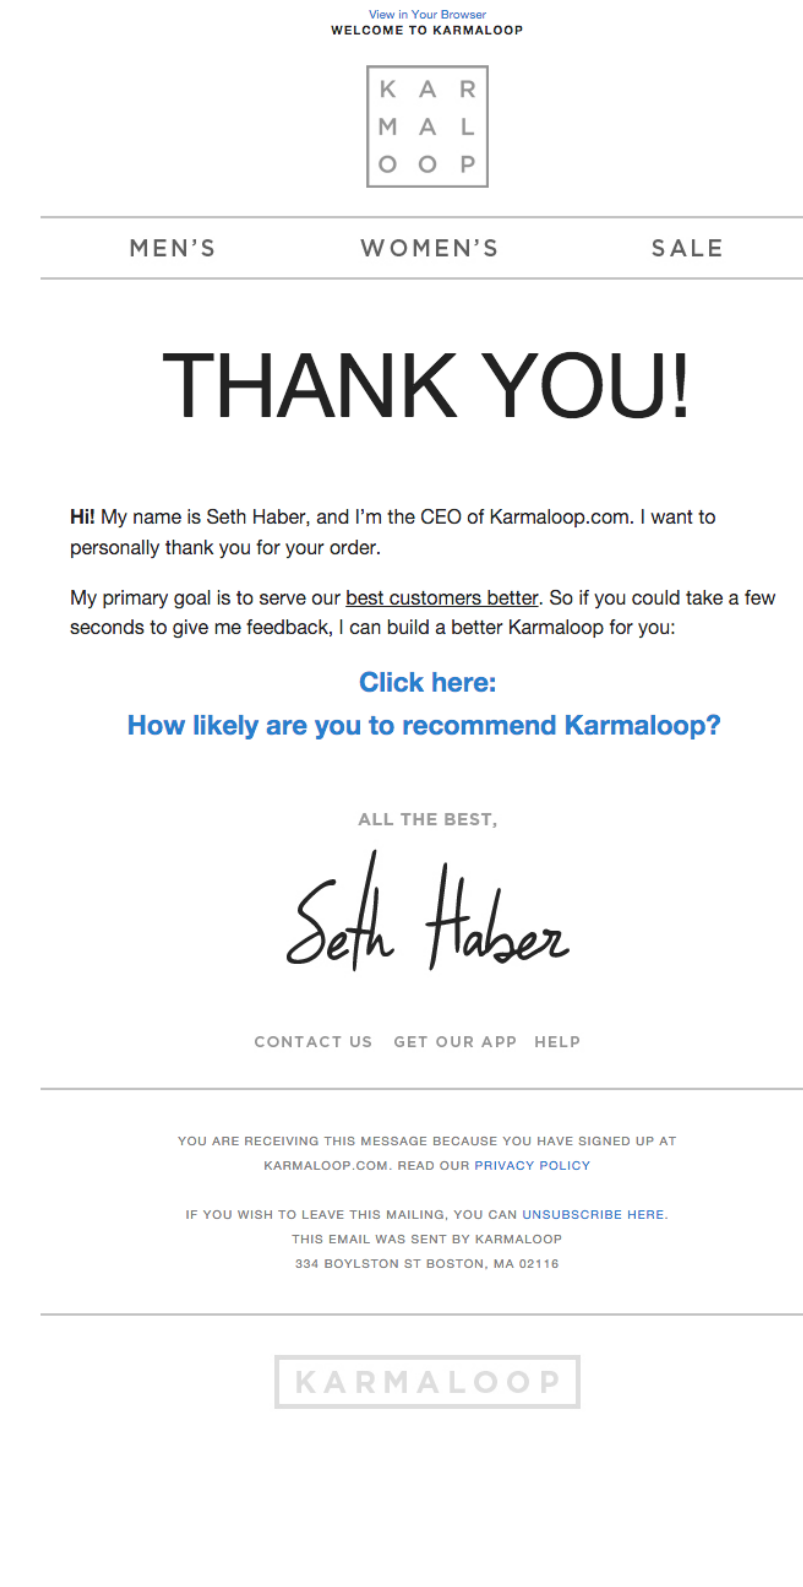 View in Your Browser
WELCOME TO KARMALOOP
K A R
M A L
O O P
MEN'S WOMEN'S SALE
THANK YOU!
Hi! My name is Seth Haber, and I'm the CEO of Karmaloop.com. I want to
personally thank you for your order.
My primary goal is to serve our best customers better. So if you could take a few
seconds to give me feedback, I can build a better Karmaloop for you:
Click here:
How likely are you to recommend Karmaloop?
ALL THE BEST,
Seth Haber
CONTACT US GET OUR APP HELP
YOU ARE RECEIVING THIS MESSAGE BECAUSE YOU HAVE SIGNED UP AT
KARMALOOP.COM. READ OUR PRIVACY POLICY
IF YOU WISH TO LEAVE THIS MAILING, YOU CAN UNSUBSCRIBE HERE.
THIS EMAIL WAS SENT BY KARMALOOP
334 BOYLSTON ST BOSTON, MA 02116
KARMALOOP